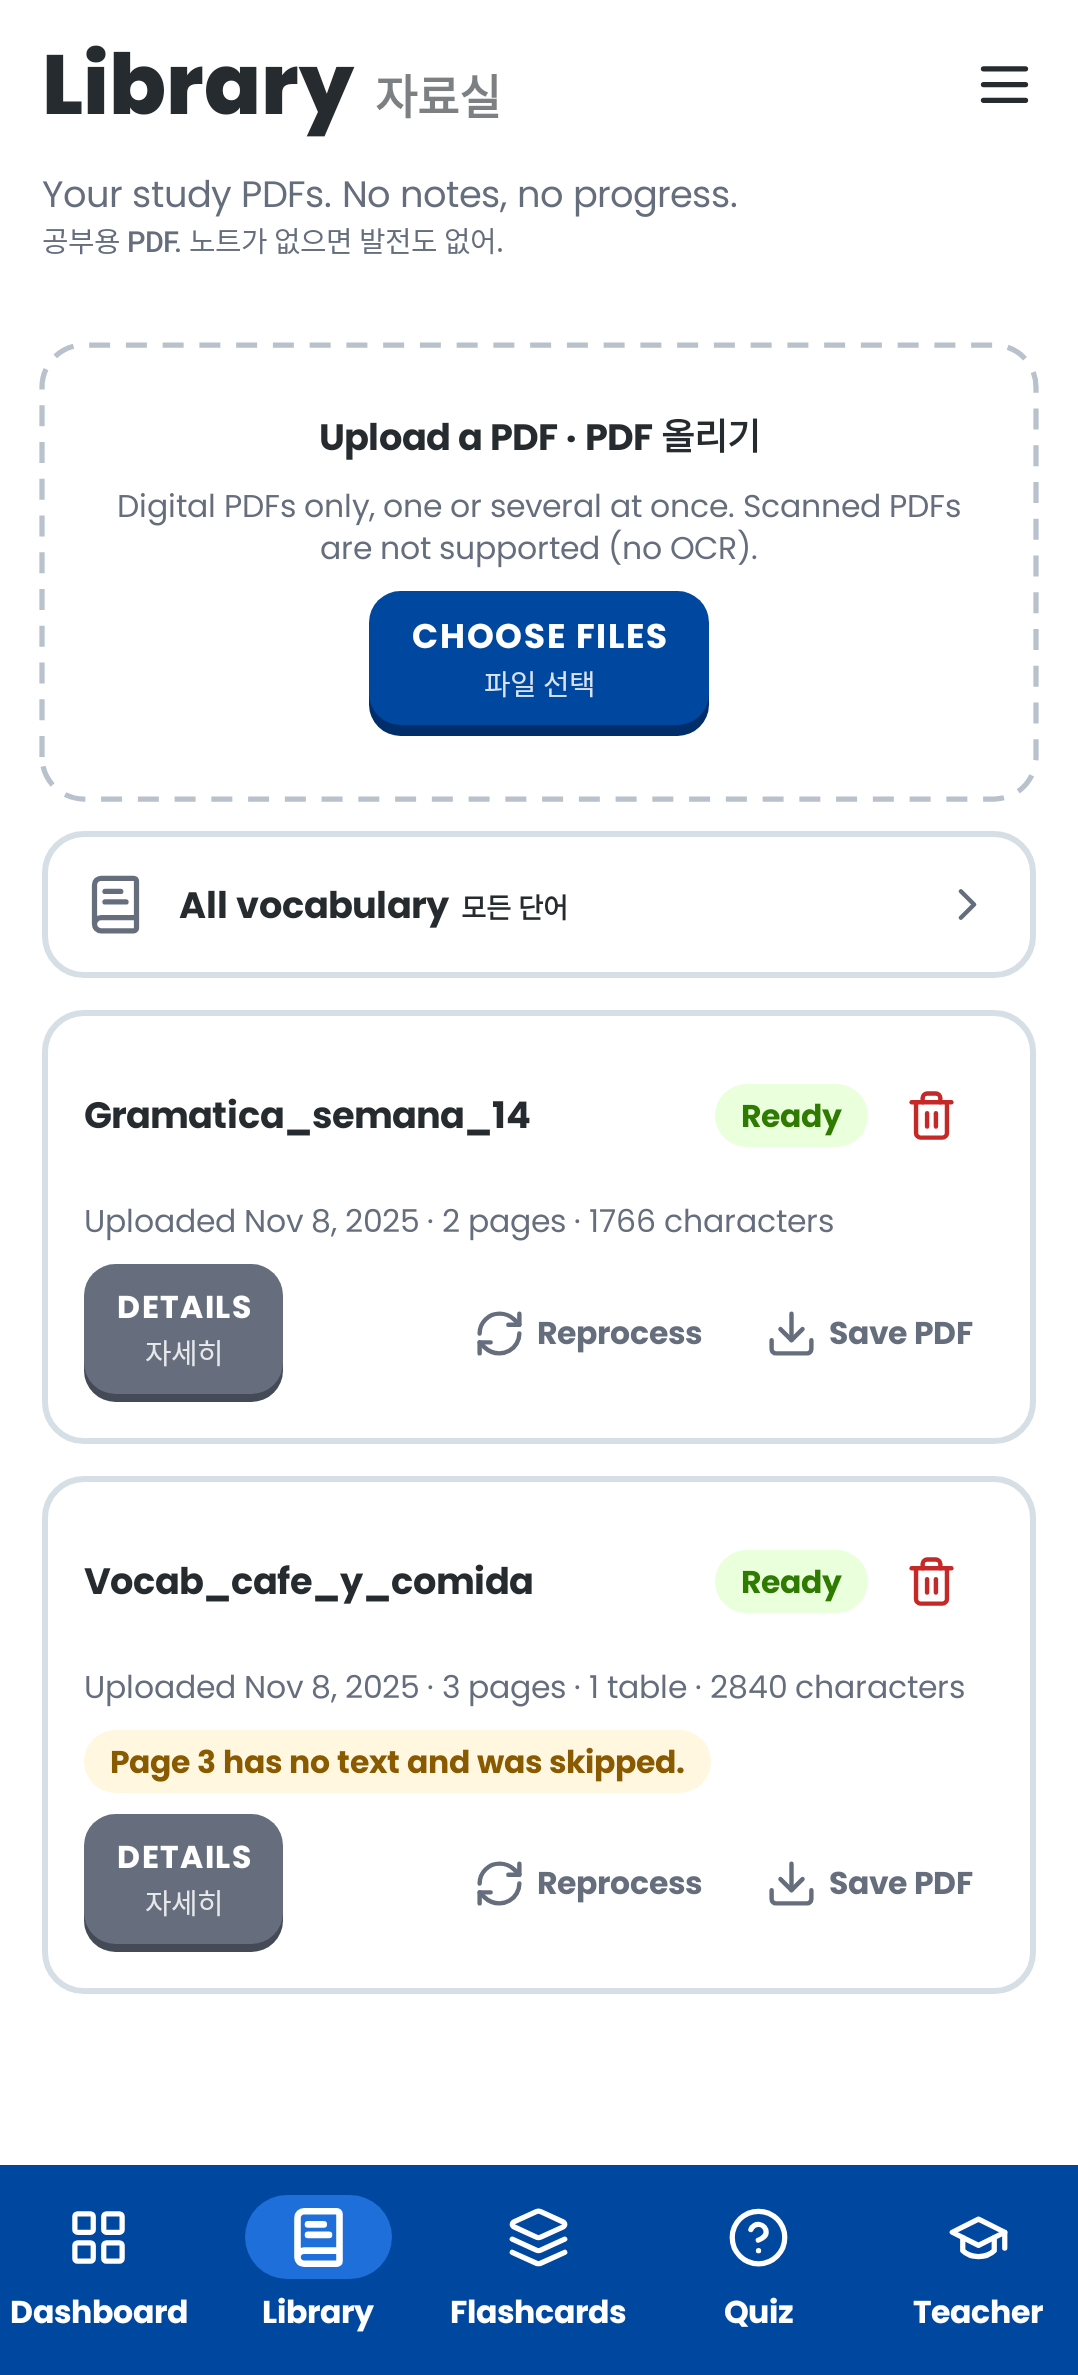 Library 자료실
Your study PDFs. No notes, no progress.
공부용 PDF. 노트가 없으면 발전도 없어.
Upload a PDF · PDF 올리기
Digital PDFs only, one or several at once. Scanned PDFs
are not supported (no OCR).
CHOOSE FILES
파일 선택
All vocabulary 모든 단어
Gramatica_semana_14 Ready
Uploaded Nov 8, 2025 · 2 pages · 1766 characters
DETAILS
자세히
Reprocess Save PDF
Vocab_cafe_y_comida Ready
Uploaded Nov 8, 2025 · 3 pages · 1 table · 2840 characters
Page 3 has no text and was skipped.
DETAILS
자세히
Reprocess Save PDF
Dashboard Library Flashcards Quiz Teacher